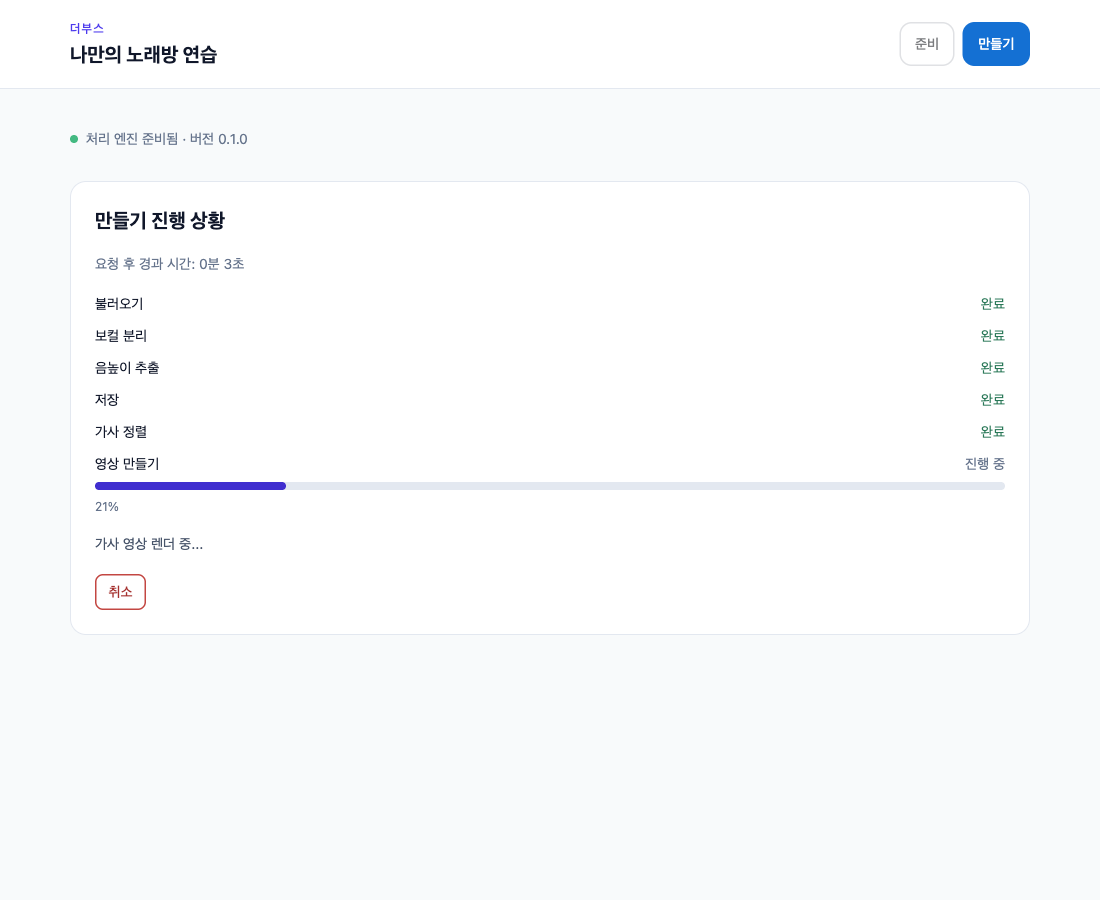 더부스
나만의 노래방 연습
준비
만들기
처리 엔진 준비됨 · 버전 0.1.0
만들기 진행 상황
요청 후 경과 시간: 0분 3초
불러오기 완료
보컬 분리 완료
음높이 추출 완료
저장 완료
가사 정렬 완료
영상 만들기 진행 중
21%
가사 영상 렌더 중...
취소